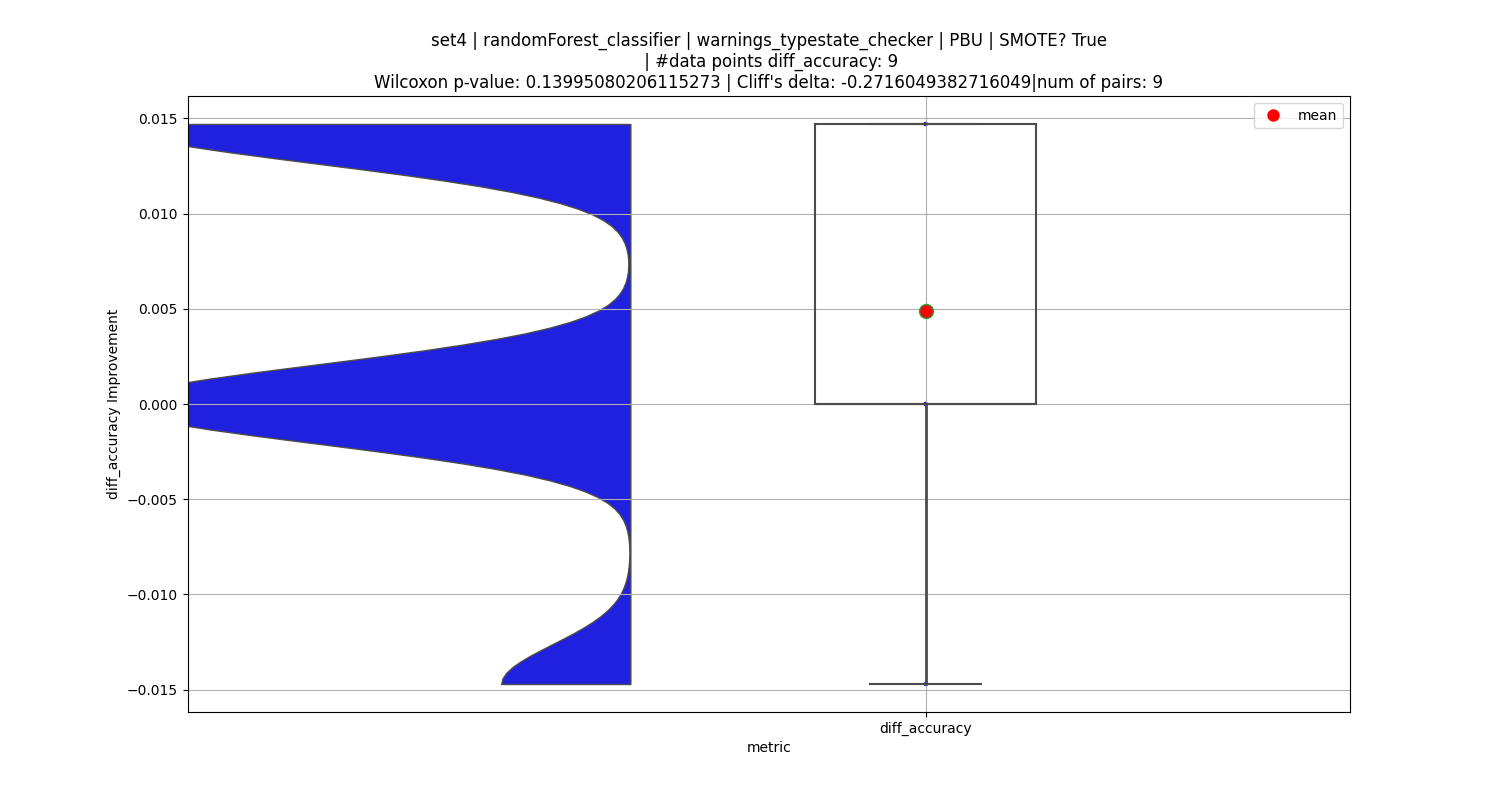 set4 | randomForest_classifier | warnings_typestate_checker | PBU | SMOTE? True
| #data points diff_accuracy: 9
Wilcoxon p-value: 0.13995080206115273 | Cliff's delta: -0.2716049382716049|num of pairs: 9
mean
0.015
0.010
0.005
0.000
−0.005
−0.010
−0.015
diff_accuracy Improvement
diff_accuracy
metric